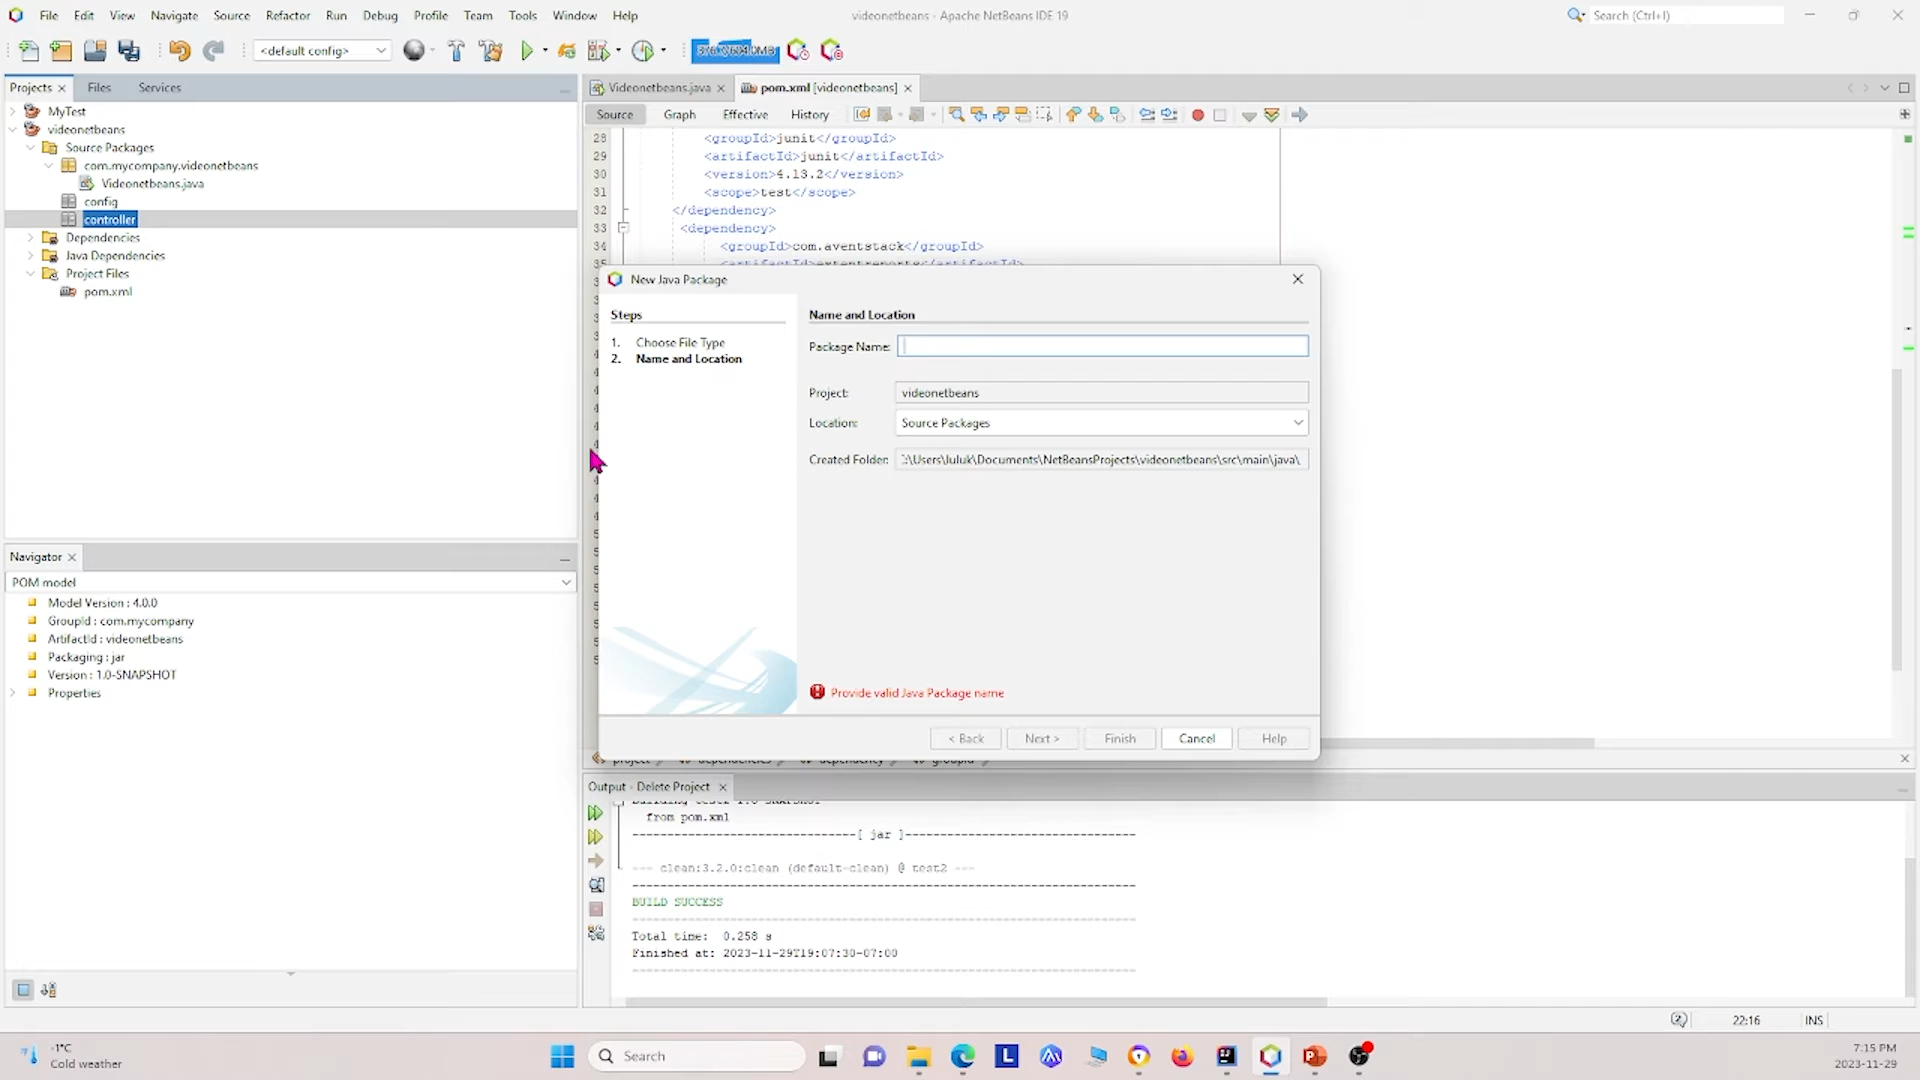 File Edit View Navigate Source Refactor Run Debug Profile Team Tools Window Help
videonetbeans - Apache NetBeans IDE 19
Search (Ctrl+I)
<default config>
Projects Files Services
MyTest
videonetbeans
Source Packages
com.mycompany.videonetbeans
Videonetbeans.java
config
controller
Dependencies
Java Dependencies
Project Files
pom.xml
Navigator
POM model
Model Version : 4.0.0
GroupId : com.mycompany
ArtifactId : videonetbeans
Packaging : jar
Version : 1.0-SNAPSHOT
Properties
Videonetbeans.java pom.xml [videonetbeans]
Source Graph Effective History
28 <groupId>junit</groupId>
29 <artifactId>junit</artifactId>
30 <version>4.13.2</version>
31 <scope>test</scope>
32 </dependency>
33 <dependency>
34 <groupId>com.aventstack</groupId>
35 <artifactId>extentreports</artifactId>
New Java Package
Steps
1. Choose File Type
2. Name and Location
Name and Location
Package Name:
Project: videonetbeans
Location: Source Packages
Created Folder: :\Users\luluk\Documents\NetBeansProjects\videonetbeans\src\main\java\
Provide valid Java Package name
< Back Next > Finish Cancel Help
project dependencies dependency groupId
Output - Delete Project
from pom.xml
--------------------------------[ jar ]---------------------------------
--- clean:3.2.0:clean (default-clean) @ test2 ---
------------------------------------------------------------------------
BUILD SUCCESS
------------------------------------------------------------------------
Total time: 0.258 s
Finished at: 2023-11-29T19:07:30-07:00
------------------------------------------------------------------------
22:16 INS
-1°C
Cold weather
Search
7:15 PM
2023-11-29